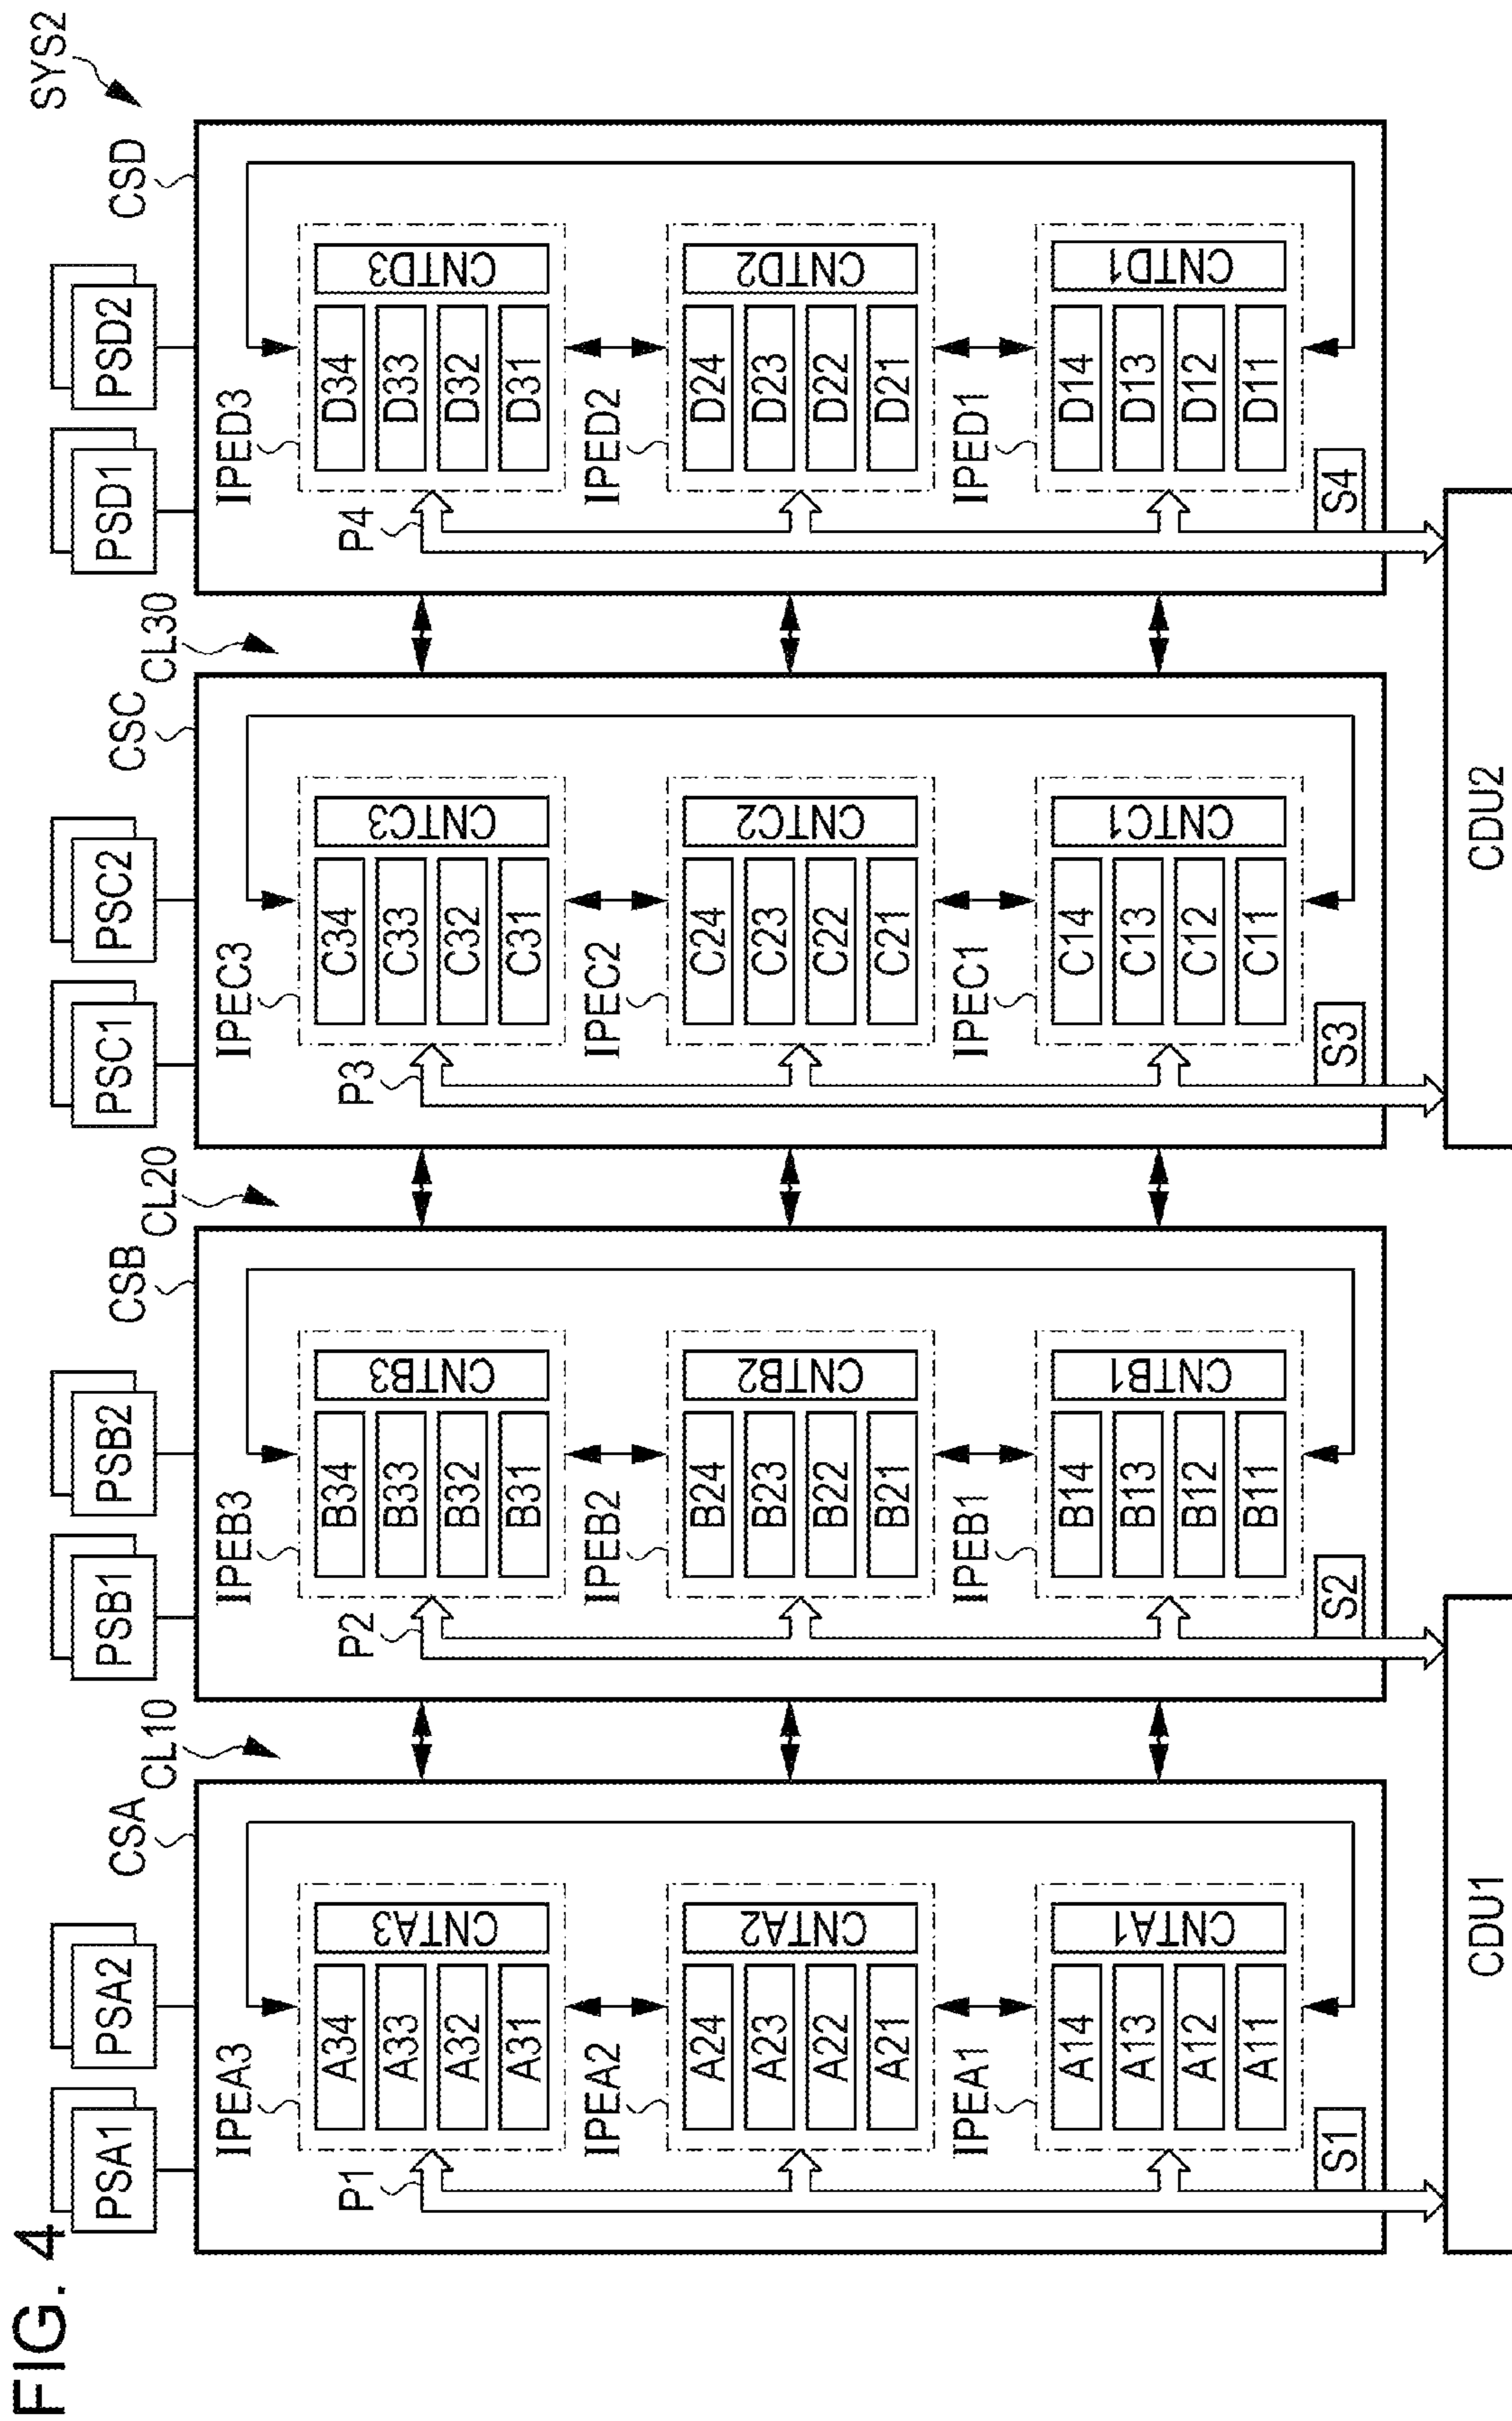 FIG. 4
SYS2
PSA1
PSA2
PSB1
PSB2
PSC1
PSC2
PSD1
PSD2
CSA
CL10
CSB
CL20
CSC
CL30
CSD
IPEA3
P1
A34
A33
A32
A31
CNTA3
IPEA2
A24
A23
A22
A21
CNTA2
IPEA1
A14
A13
A12
A11
CNTA1
S1
IPEB3
P2
B34
B33
B32
B31
CNTB3
IPEB2
B24
B23
B22
B21
CNTB2
IPEB1
B14
B13
B12
B11
CNTB1
S2
IPEC3
P3
C34
C33
C32
C31
CNTC3
IPEC2
C24
C23
C22
C21
CNTC2
IPEC1
C14
C13
C12
C11
CNTC1
S3
IPED3
P4
D34
D33
D32
D31
CNTD3
IPED2
D24
D23
D22
D21
CNTD2
IPED1
D14
D13
D12
D11
CNTD1
S4
CDU1
CDU2